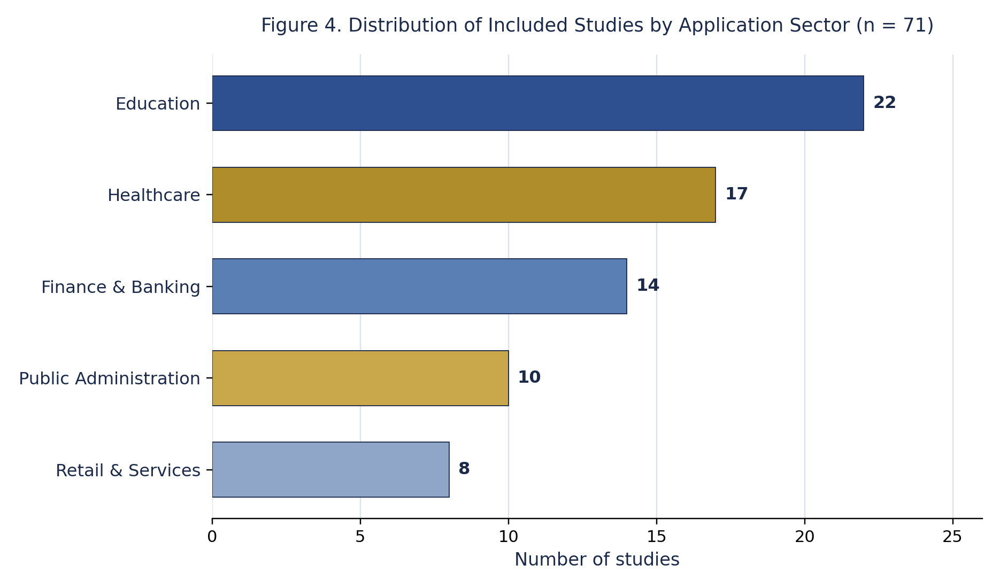 Figure 4. Distribution of Included Studies by Application Sector (n = 71)
Education 22
Healthcare 17
Finance & Banking 14
Public Administration 10
Retail & Services 8
0 5 10 15 20 25
Number of studies